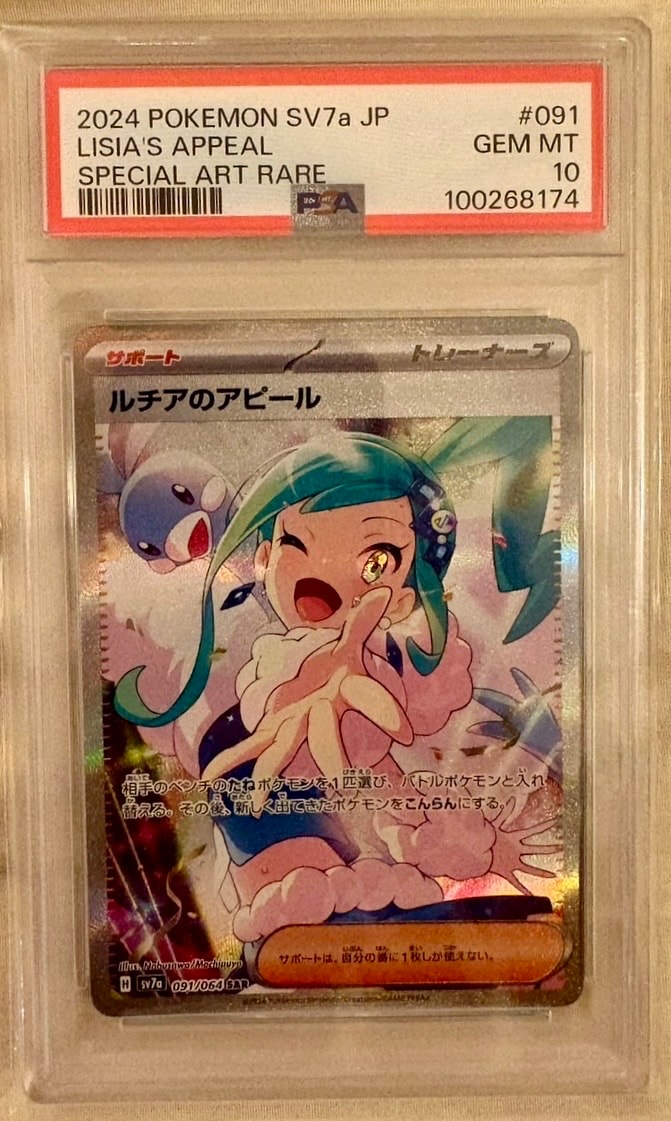 2024 POKEMON SV7a JP #091
LISIA'S APPEAL GEM MT
SPECIAL ART RARE 10
PSA 100268174
サポート トレーナーズ
ルチアのアピール
相手のベンチのたねポケモンを1匹選び、バトルポケモンと入れ
替える。その後、新しく出てきたポケモンをこんらんにする。
サポートは、自分の番に1枚しか使えない。
Illus. Nobusawa/Mochipuyo
H SV7a 091/064 SAR